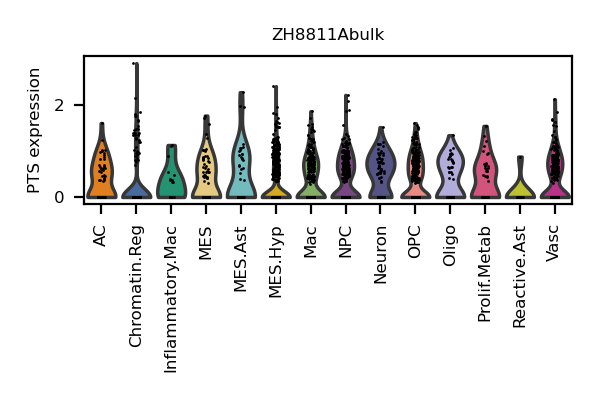 ZH8811Abulk
PTS expression
2
0
AC
Chromatin.Reg
Inflammatory.Mac
MES
MES.Ast
MES.Hyp
Mac
NPC
Neuron
OPC
Oligo
Prolif.Metab
Reactive.Ast
Vasc